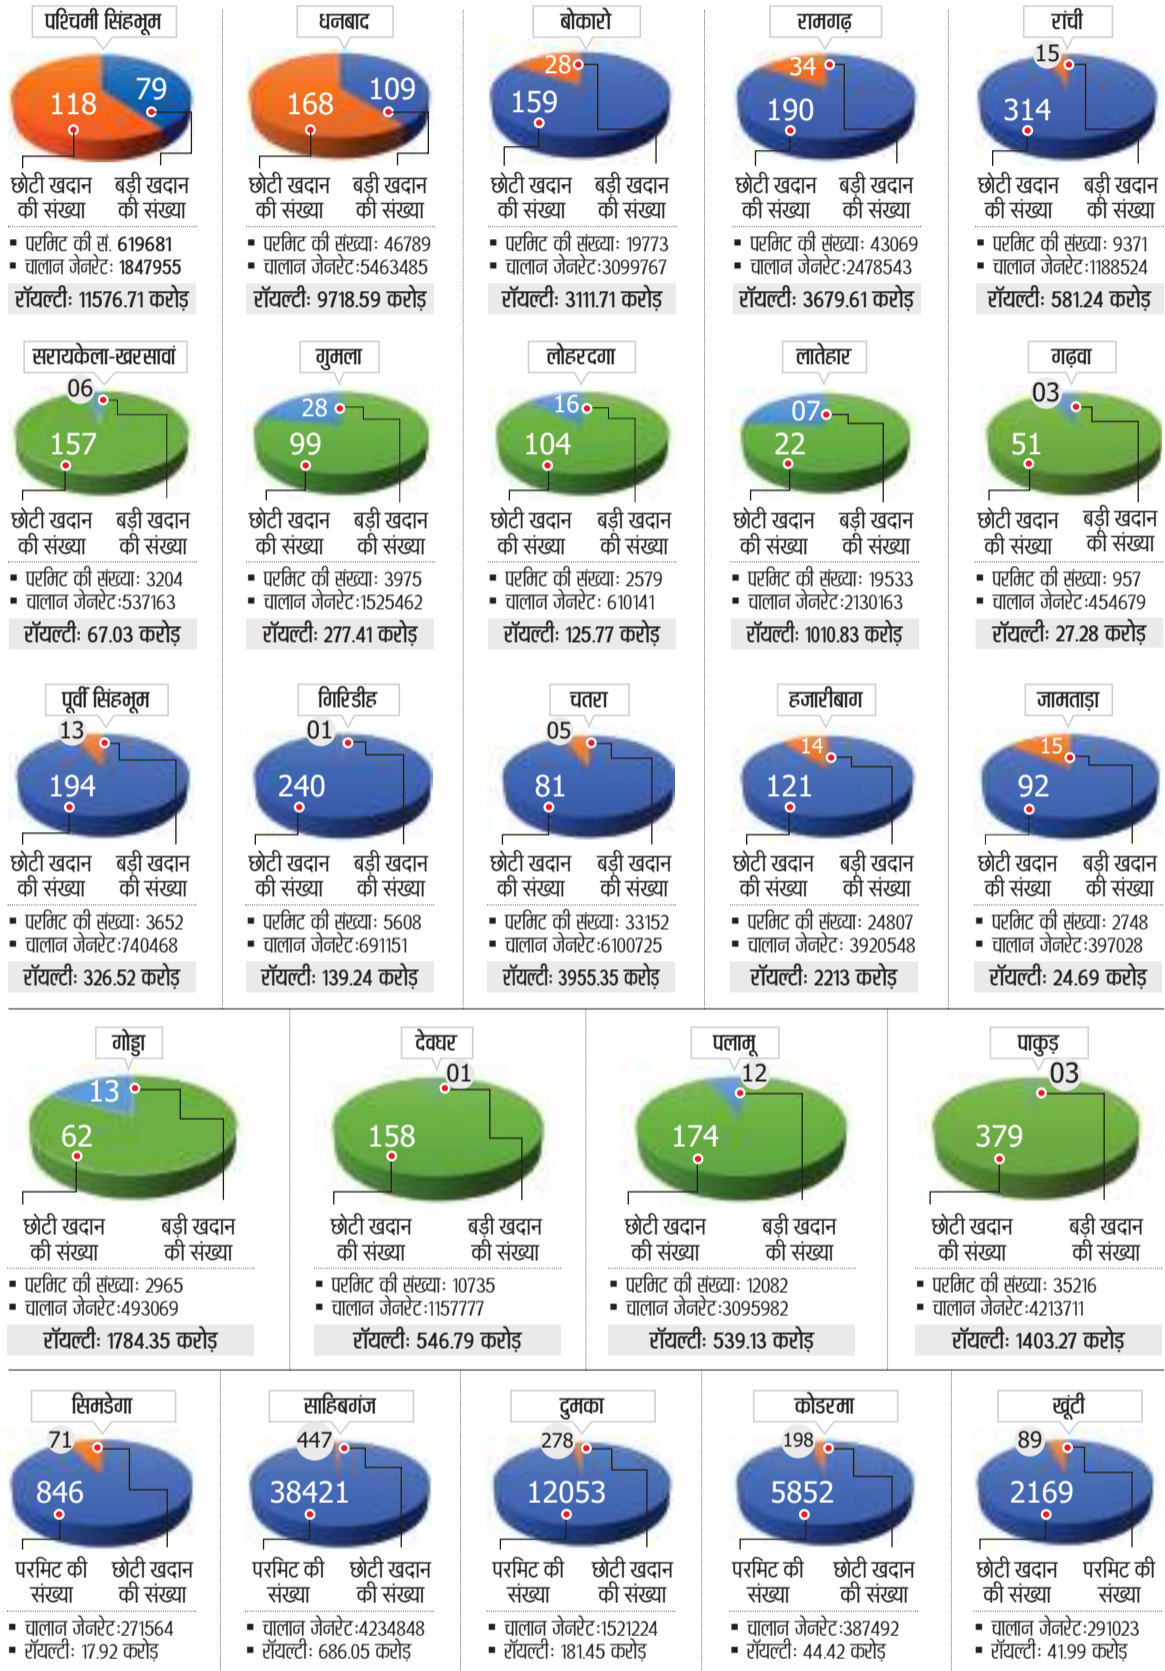 पश्चिमी सिंहभूम
118
79
छोटी खदान
की संख्या
बड़ी खदान
की संख्या
▪ परमिट की सं. 619681
▪ चालान जेनरेट: 1847955
रॉयल्टी: 11576.71 करोड़
धनबाद
168
109
छोटी खदान
की संख्या
बड़ी खदान
की संख्या
▪ परमिट की संख्या: 46789
▪ चालान जेनरेट:5463485
रॉयल्टी: 9718.59 करोड़
बोकारो
28
159
छोटी खदान
की संख्या
बड़ी खदान
की संख्या
▪ परमिट की संख्या: 19773
▪ चालान जेनरेट:3099767
रॉयल्टी: 3111.71 करोड़
रामगढ़
34
190
छोटी खदान
की संख्या
बड़ी खदान
की संख्या
▪ परमिट की संख्या: 43069
▪ चालान जेनरेट:2478543
रॉयल्टी: 3679.61 करोड़
रांची
15
314
छोटी खदान
की संख्या
बड़ी खदान
की संख्या
▪ परमिट की संख्या: 9371
▪ चालान जेनरेट:1188524
रॉयल्टी: 581.24 करोड़
सरायकेला-खरसावां
06
157
छोटी खदान
की संख्या
बड़ी खदान
की संख्या
▪ परमिट की संख्या: 3204
▪ चालान जेनरेट:537163
रॉयल्टी: 67.03 करोड़
गुमला
28
99
छोटी खदान
की संख्या
बड़ी खदान
की संख्या
▪ परमिट की संख्या: 3975
▪ चालान जेनरेट:1525462
रॉयल्टी: 277.41 करोड़
लोहरदगा
16
104
छोटी खदान
की संख्या
बड़ी खदान
की संख्या
▪ परमिट की संख्या: 2579
▪ चालान जेनरेट: 610141
रॉयल्टी: 125.77 करोड़
लातेहार
07
22
छोटी खदान
की संख्या
बड़ी खदान
की संख्या
▪ परमिट की संख्या: 19533
▪ चालान जेनरेट:2130163
रॉयल्टी: 1010.83 करोड़
गढ़वा
03
51
छोटी खदान
की संख्या
बड़ी खदान
की संख्या
▪ परमिट की संख्या: 957
▪ चालान जेनरेट:454679
रॉयल्टी: 27.28 करोड़
पूर्वी सिंहभूम
13
194
छोटी खदान
की संख्या
बड़ी खदान
की संख्या
▪ परमिट की संख्या: 3652
▪ चालान जेनरेट:740468
रॉयल्टी: 326.52 करोड़
गिरिडीह
01
240
छोटी खदान
की संख्या
बड़ी खदान
की संख्या
▪ परमिट की संख्या: 5608
▪ चालान जेनरेट:691151
रॉयल्टी: 139.24 करोड़
चतरा
05
81
छोटी खदान
की संख्या
बड़ी खदान
की संख्या
▪ परमिट की संख्या: 33152
▪ चालान जेनरेट:6100725
रॉयल्टी: 3955.35 करोड़
हजारीबाग
14
121
छोटी खदान
की संख्या
बड़ी खदान
की संख्या
▪ परमिट की संख्या: 24807
▪ चालान जेनरेट: 3920548
रॉयल्टी: 2213 करोड़
जामताड़ा
15
92
छोटी खदान
की संख्या
बड़ी खदान
की संख्या
▪ परमिट की संख्या: 2748
▪ चालान जेनरेट:397028
रॉयल्टी: 24.69 करोड़
गोड्डा
13
62
छोटी खदान
की संख्या
बड़ी खदान
की संख्या
▪ परमिट की संख्या: 2965
▪ चालान जेनरेट:493069
रॉयल्टी: 1784.35 करोड़
देवघर
01
158
छोटी खदान
की संख्या
बड़ी खदान
की संख्या
▪ परमिट की संख्या: 10735
▪ चालान जेनरेट:1157777
रॉयल्टी: 546.79 करोड़
पलामू
12
174
छोटी खदान
की संख्या
बड़ी खदान
की संख्या
▪ परमिट की संख्या: 12082
▪ चालान जेनरेट:3095982
रॉयल्टी: 539.13 करोड़
पाकुड़
03
379
छोटी खदान
की संख्या
बड़ी खदान
की संख्या
▪ परमिट की संख्या: 35216
▪ चालान जेनरेट:4213711
रॉयल्टी: 1403.27 करोड़
सिमडेगा
71
846
परमिट की
संख्या
छोटी खदान
की संख्या
▪ चालान जेनरेट:271564
▪ रॉयल्टी: 17.92 करोड़
साहिबगंज
447
38421
परमिट की
संख्या
छोटी खदान
की संख्या
▪ चालान जेनरेट:4234848
▪ रॉयल्टी: 686.05 करोड़
दुमका
278
12053
परमिट की
संख्या
छोटी खदान
की संख्या
▪ चालान जेनरेट:1521224
▪ रॉयल्टी: 181.45 करोड़
कोडरमा
198
5852
परमिट की
संख्या
छोटी खदान
की संख्या
▪ चालान जेनरेट:387492
▪ रॉयल्टी: 44.42 करोड़
खूंटी
89
2169
छोटी खदान
की संख्या
परमिट की
संख्या
▪ चालान जेनरेट:291023
▪ रॉयल्टी: 41.99 करोड़